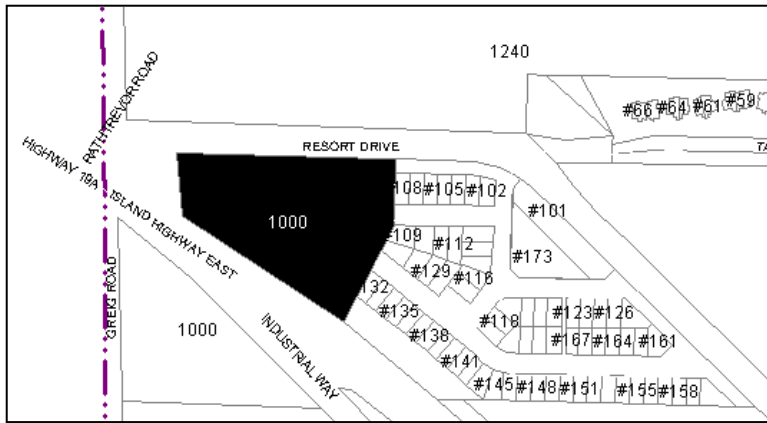 1240
#66 #64 #61 #59
RATHTREVOR ROAD
RESORT DRIVE
TA
HIGHWAY 19A - ISLAND HIGHWAY EAST
108 #105 #102
#101
1000
#109 #112
#173
#129 #116
GREIG ROAD
132
#135
#118 #123 #126
1000
INDUSTRIAL WAY
#138
#167 #164 #161
#141
#145 #148 #151 #155 #158